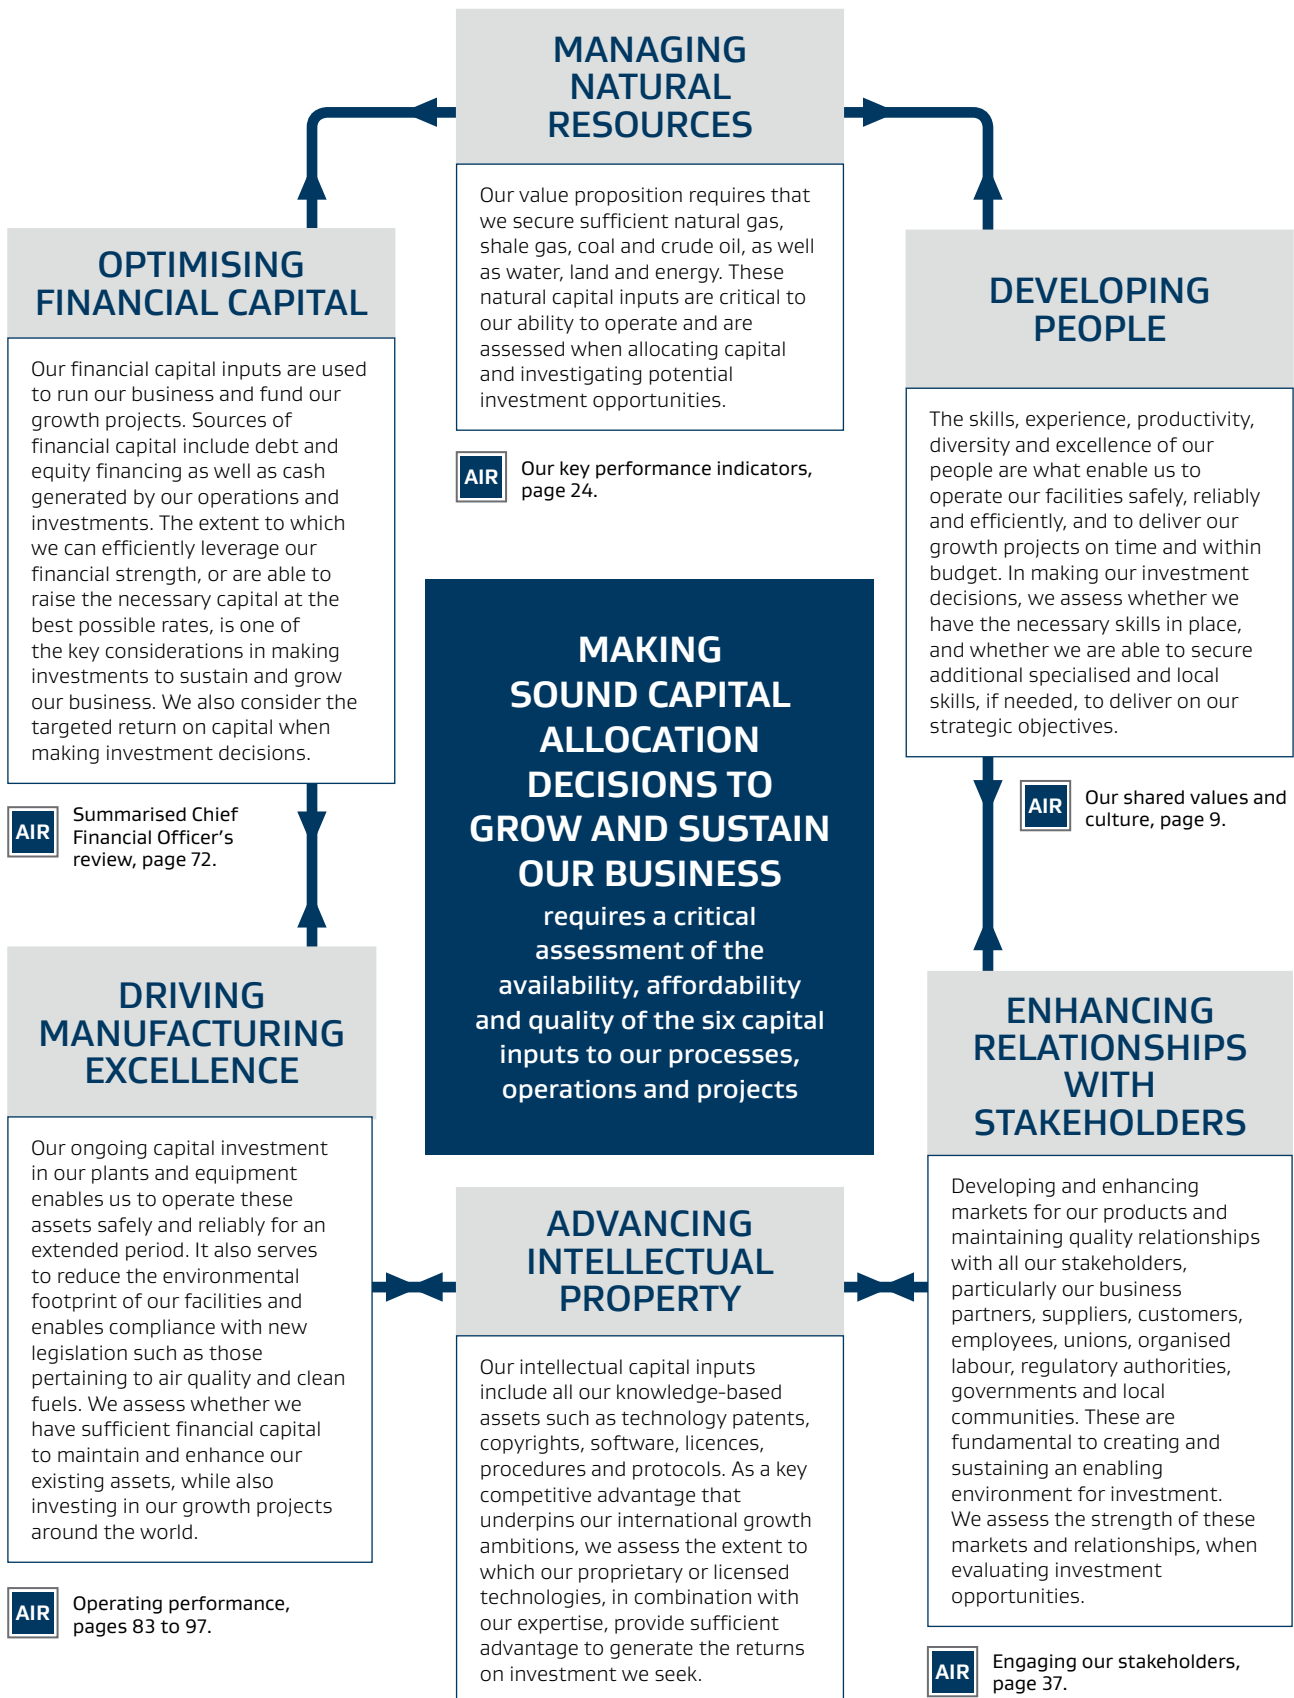 MANAGING
NATURAL
RESOURCES
Our value proposition requires that
we secure sufficient natural gas,
shale gas, coal and crude oil, as well
as water, land and energy. These
natural capital inputs are critical to
our ability to operate and are
assessed when allocating capital
and investigating potential
investment opportunities.
AIR
Our key performance indicators,
page 24.
OPTIMISING
FINANCIAL CAPITAL
Our financial capital inputs are used
to run our business and fund our
growth projects. Sources of
financial capital include debt and
equity financing as well as cash
generated by our operations and
investments. The extent to which
we can efficiently leverage our
financial strength, or are able to
raise the necessary capital at the
best possible rates, is one of
the key considerations in making
investments to sustain and grow
our business. We also consider the
targeted return on capital when
making investment decisions.
AIR
Summarised Chief
Financial Officer's
review, page 72.
DEVELOPING
PEOPLE
The skills, experience, productivity,
diversity and excellence of our
people are what enable us to
operate our facilities safely, reliably
and efficiently, and to deliver our
growth projects on time and within
budget. In making our investment
decisions, we assess whether we
have the necessary skills in place,
and whether we are able to secure
additional specialised and local
skills, if needed, to deliver on our
strategic objectives.
AIR
Our shared values and
culture, page 9.
MAKING
SOUND CAPITAL
ALLOCATION
DECISIONS TO
GROW AND SUSTAIN
OUR BUSINESS
requires a critical
assessment of the
availability, affordability
and quality of the six capital
inputs to our processes,
operations and projects
DRIVING
MANUFACTURING
EXCELLENCE
Our ongoing capital investment
in our plants and equipment
enables us to operate these
assets safely and reliably for an
extended period. It also serves
to reduce the environmental
footprint of our facilities and
enables compliance with new
legislation such as those
pertaining to air quality and clean
fuels. We assess whether we
have sufficient financial capital
to maintain and enhance our
existing assets, while also
investing in our growth projects
around the world.
AIR
Operating performance,
pages 83 to 97.
ADVANCING
INTELLECTUAL
PROPERTY
Our intellectual capital inputs
include all our knowledge-based
assets such as technology patents,
copyrights, software, licences,
procedures and protocols. As a key
competitive advantage that
underpins our international growth
ambitions, we assess the extent to
which our proprietary or licensed
technologies, in combination with
our expertise, provide sufficient
advantage to generate the returns
on investment we seek.
ENHANCING
RELATIONSHIPS
WITH
STAKEHOLDERS
Developing and enhancing
markets for our products and
maintaining quality relationships
with all our stakeholders,
particularly our business
partners, suppliers, customers,
employees, unions, organised
labour, regulatory authorities,
governments and local
communities. These are
fundamental to creating and
sustaining an enabling
environment for investment.
We assess the strength of these
markets and relationships, when
evaluating investment
opportunities.
AIR
Engaging our stakeholders,
page 37.